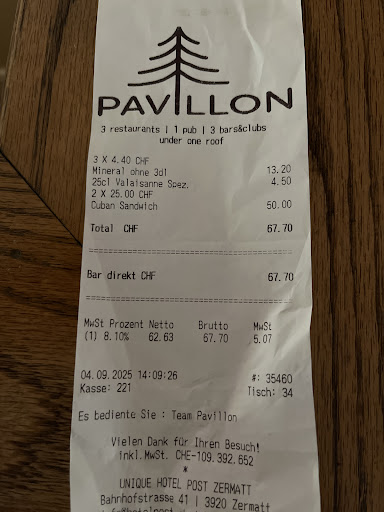 PAVILLON
3 restaurants | 1 pub | 3 bars&clubs
under one roof
3 X 4.40 CHF
Mineral ohne 3dl 13.20
25cl Valaisanne Spez. 4.50
2 X 25.00 CHF
Cuban Sandwich 50.00
Total CHF 67.70
Bar direkt CHF 67.70
MwSt Prozent Netto Brutto MwSt
(1) 8.10% 62.63 67.70 5.07
04.09.2025 14:09:26 #: 35460
Kasse: 221 Tisch: 34
Es bediente Sie : Team Pavillon
Vielen Dank für Ihren Besuch!
inkl.MwSt. CHE-109.392.652
*
UNIQUE HOTEL POST ZERMATT
Bahnhofstrasse 41 | 3920 Zermatt